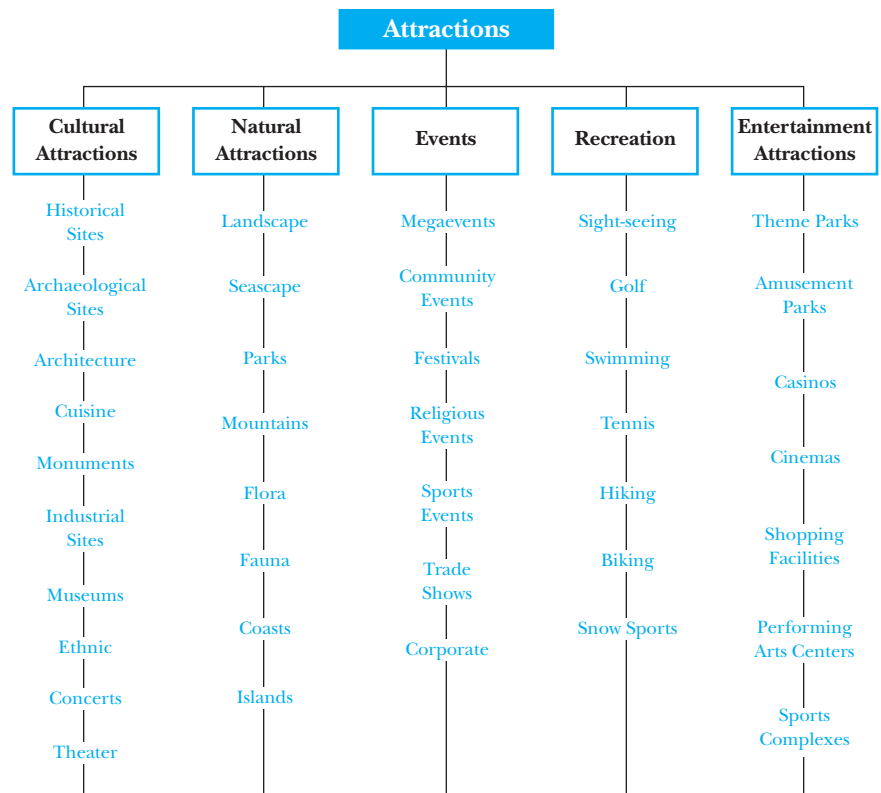 Attractions
Cultural
Attractions
Historical
Sites
Archaeological
Sites
Architecture
Cuisine
Monuments
Industrial
Sites
Museums
Ethnic
Concerts
Theater
Natural
Attractions
Landscape
Seascape
Parks
Mountains
Flora
Fauna
Coasts
Islands
Events
Megaevents
Community
Events
Festivals
Religious
Events
Sports
Events
Trade
Shows
Corporate
Recreation
Sight-seeing
Golf
Swimming
Tennis
Hiking
Biking
Snow Sports
Entertainment
Attractions
Theme Parks
Amusement
Parks
Casinos
Cinemas
Shopping
Facilities
Performing
Arts Centers
Sports
Complexes